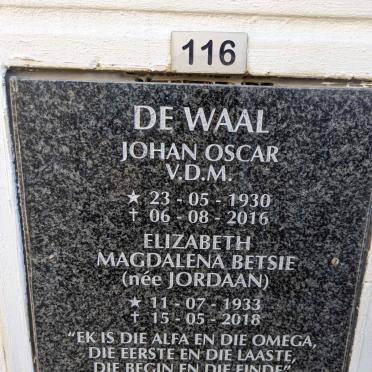 116
DE WAAL
JOHAN OSCAR
V.D.M.
★ 23 - 05 - 1930
† 06 - 08 - 2016
ELIZABETH
MAGDALENA BETSIE
(née JORDAAN)
★ 11 - 07 - 1933
† 15 - 05 - 2018
"EK IS DIE ALFA EN DIE OMEGA,
DIE EERSTE EN DIE LAASTE,
DIE BEGIN EN DIE EINDE"